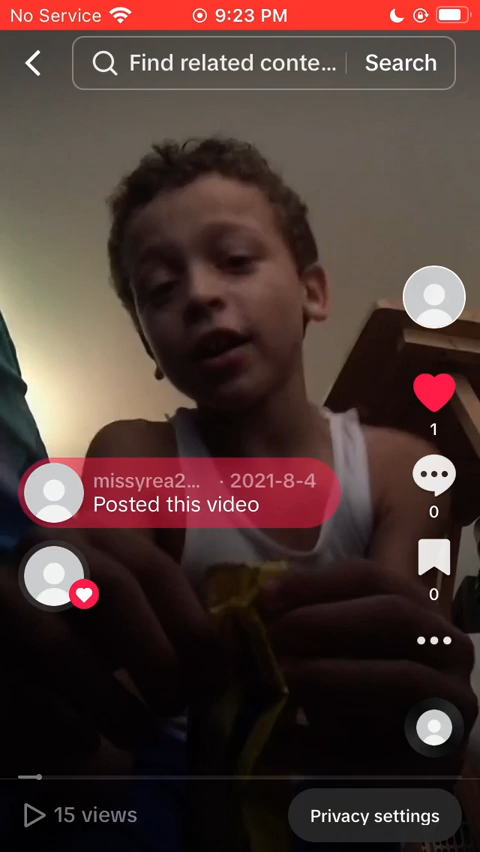 No Service 9:23 PM
Find related conte... Search
1
missyrea2... · 2021-8-4
Posted this video
0
0
15 views
Privacy settings